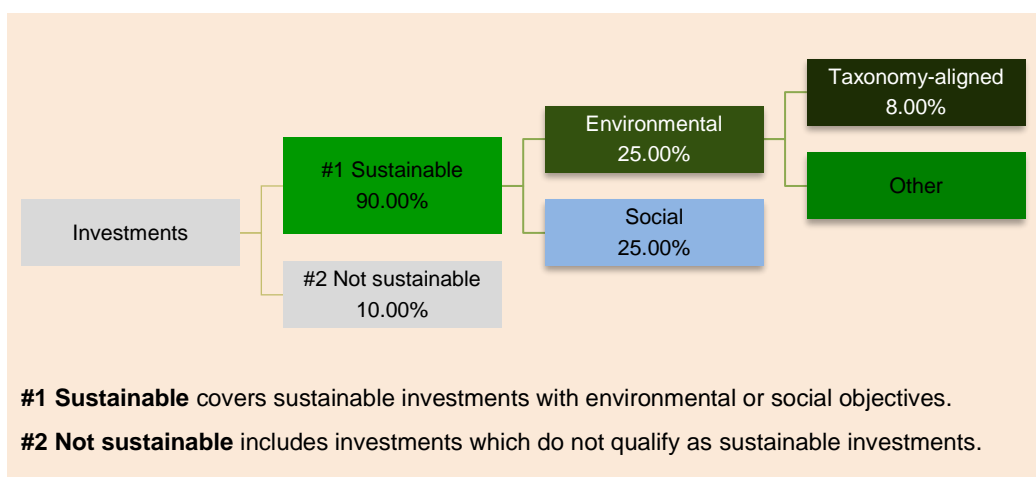 Taxonomy-aligned
8.00%
Environmental
25.00%
#1 Sustainable
90.00%
Other
Social
25.00%
Investments
#2 Not sustainable
10.00%
#1 Sustainable covers sustainable investments with environmental or social objectives.
#2 Not sustainable includes investments which do not qualify as sustainable investments.